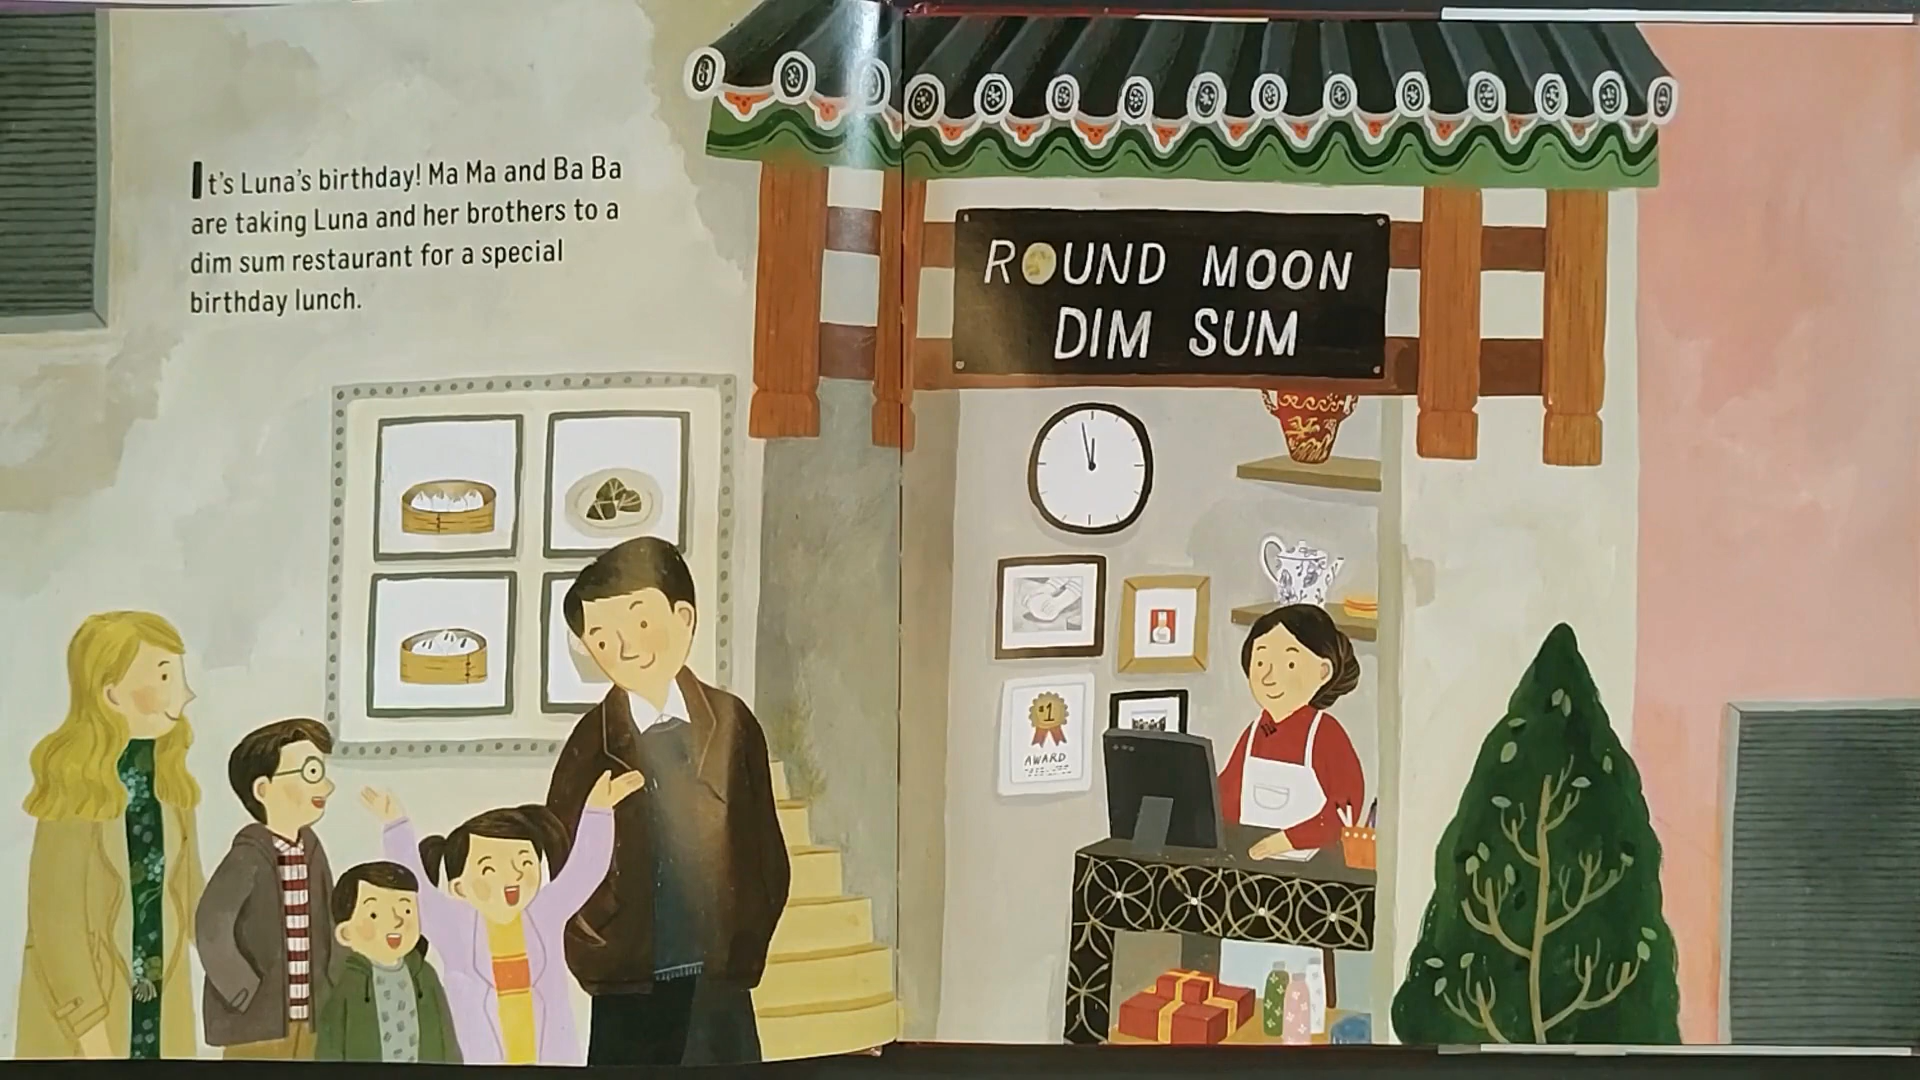 It's Luna's birthday! Ma Ma and Ba Ba
are taking Luna and her brothers to a
dim sum restaurant for a special
birthday lunch.
ROUND MOON
DIM SUM
#1
AWARD